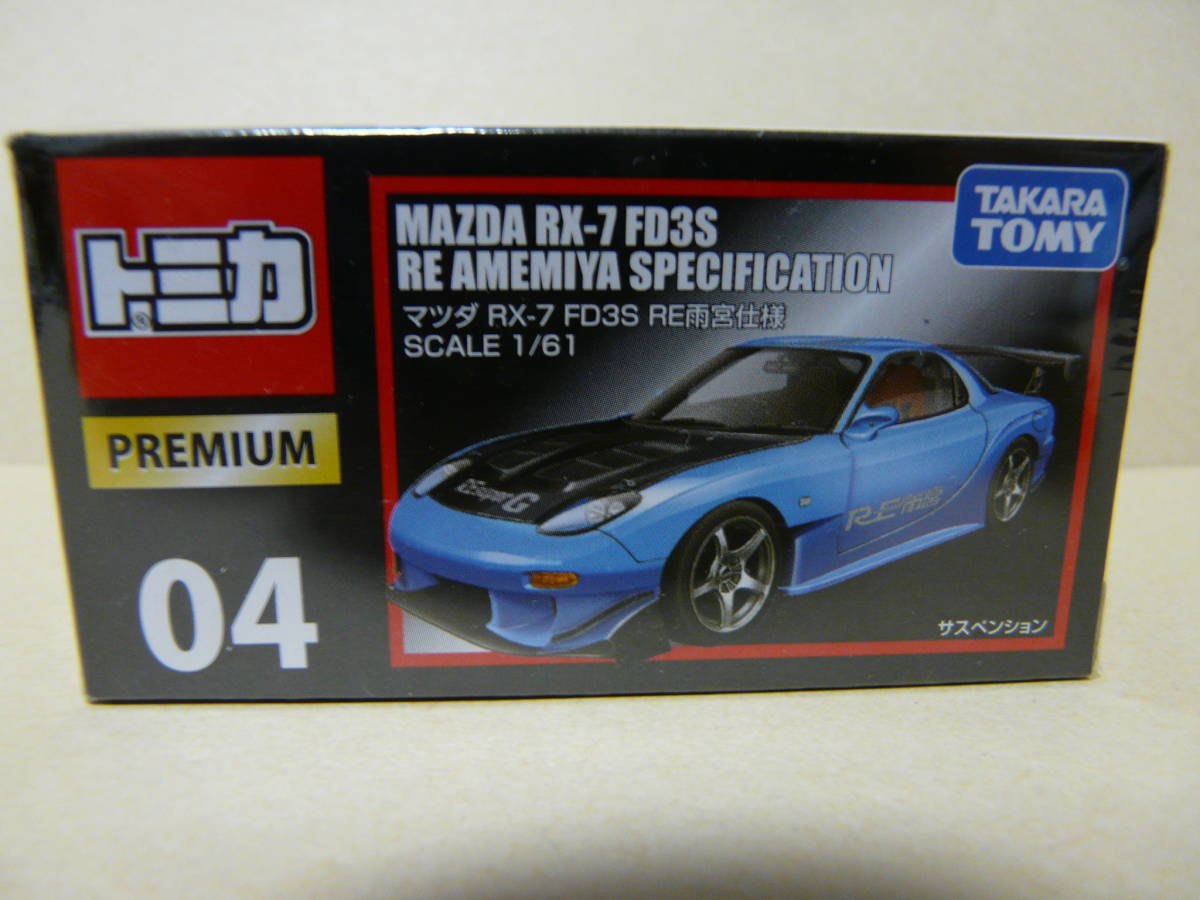 トミカ
®
PREMIUM
04
MAZDA RX-7 FD3S
RE AMEMIYA SPECIFICATION
マツダ RX-7 FD3S RE雨宮仕様
SCALE 1/61
TAKARA
TOMY
サスペンション